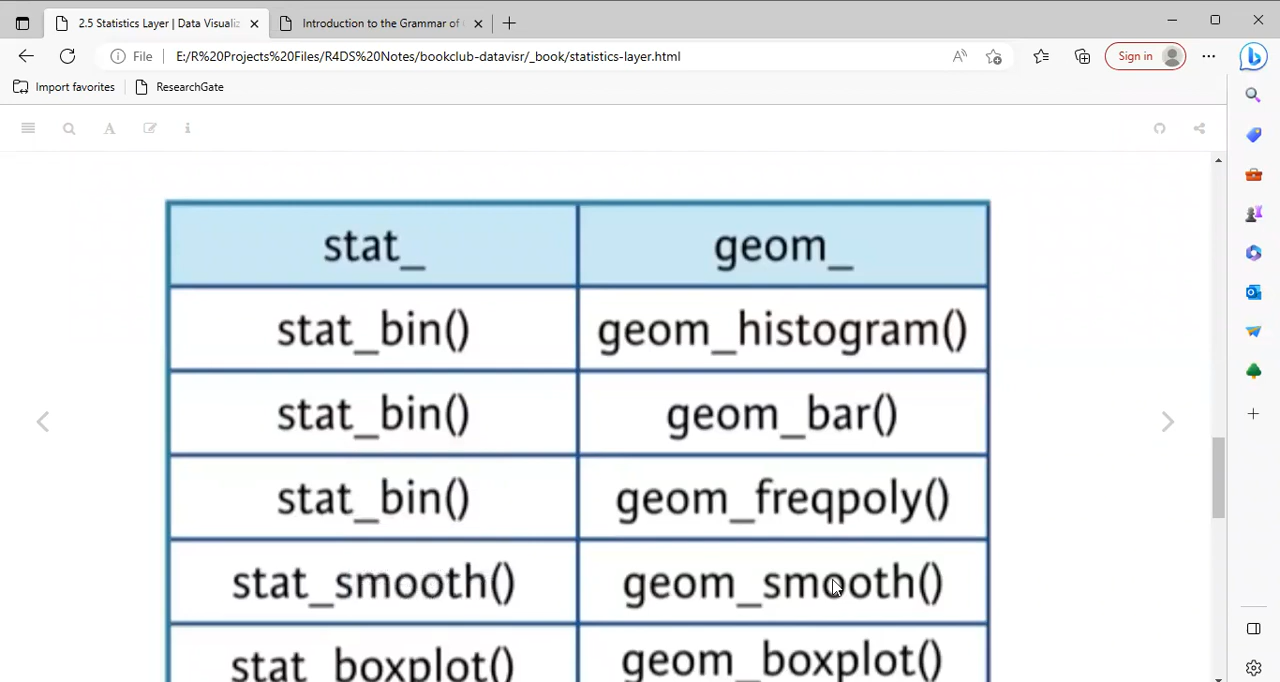 2.5 Statistics Layer | Data Visuali
Introduction to the Grammar of
File
E:/R%20Projects%20Files/R4DS%20Notes/bookclub-datavisr/_book/statistics-layer.html
Sign in
Import favorites
ResearchGate
stat_ geom_
stat_bin() geom_histogram()
stat_bin() geom_bar()
stat_bin() geom_freqpoly()
stat_smooth() geom_smooth()
stat_boxplot() geom_boxplot()